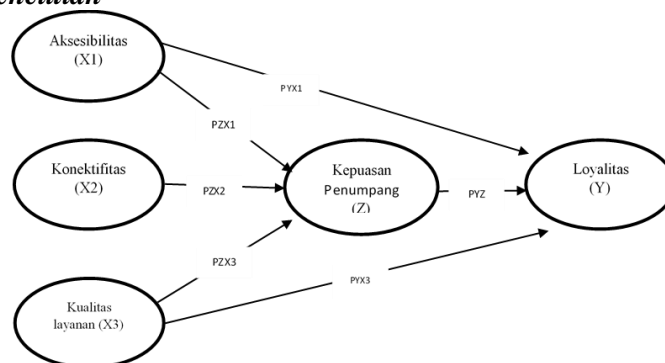 Aksesibilitas
(X1)
PYX1
PZX1
Konektifitas
(X2)
PZX2
Kepuasan
Penumpang
(Z)
PYZ
Loyalitas
(Y)
PZX3
PYX3
Kualitas
layanan (X3)